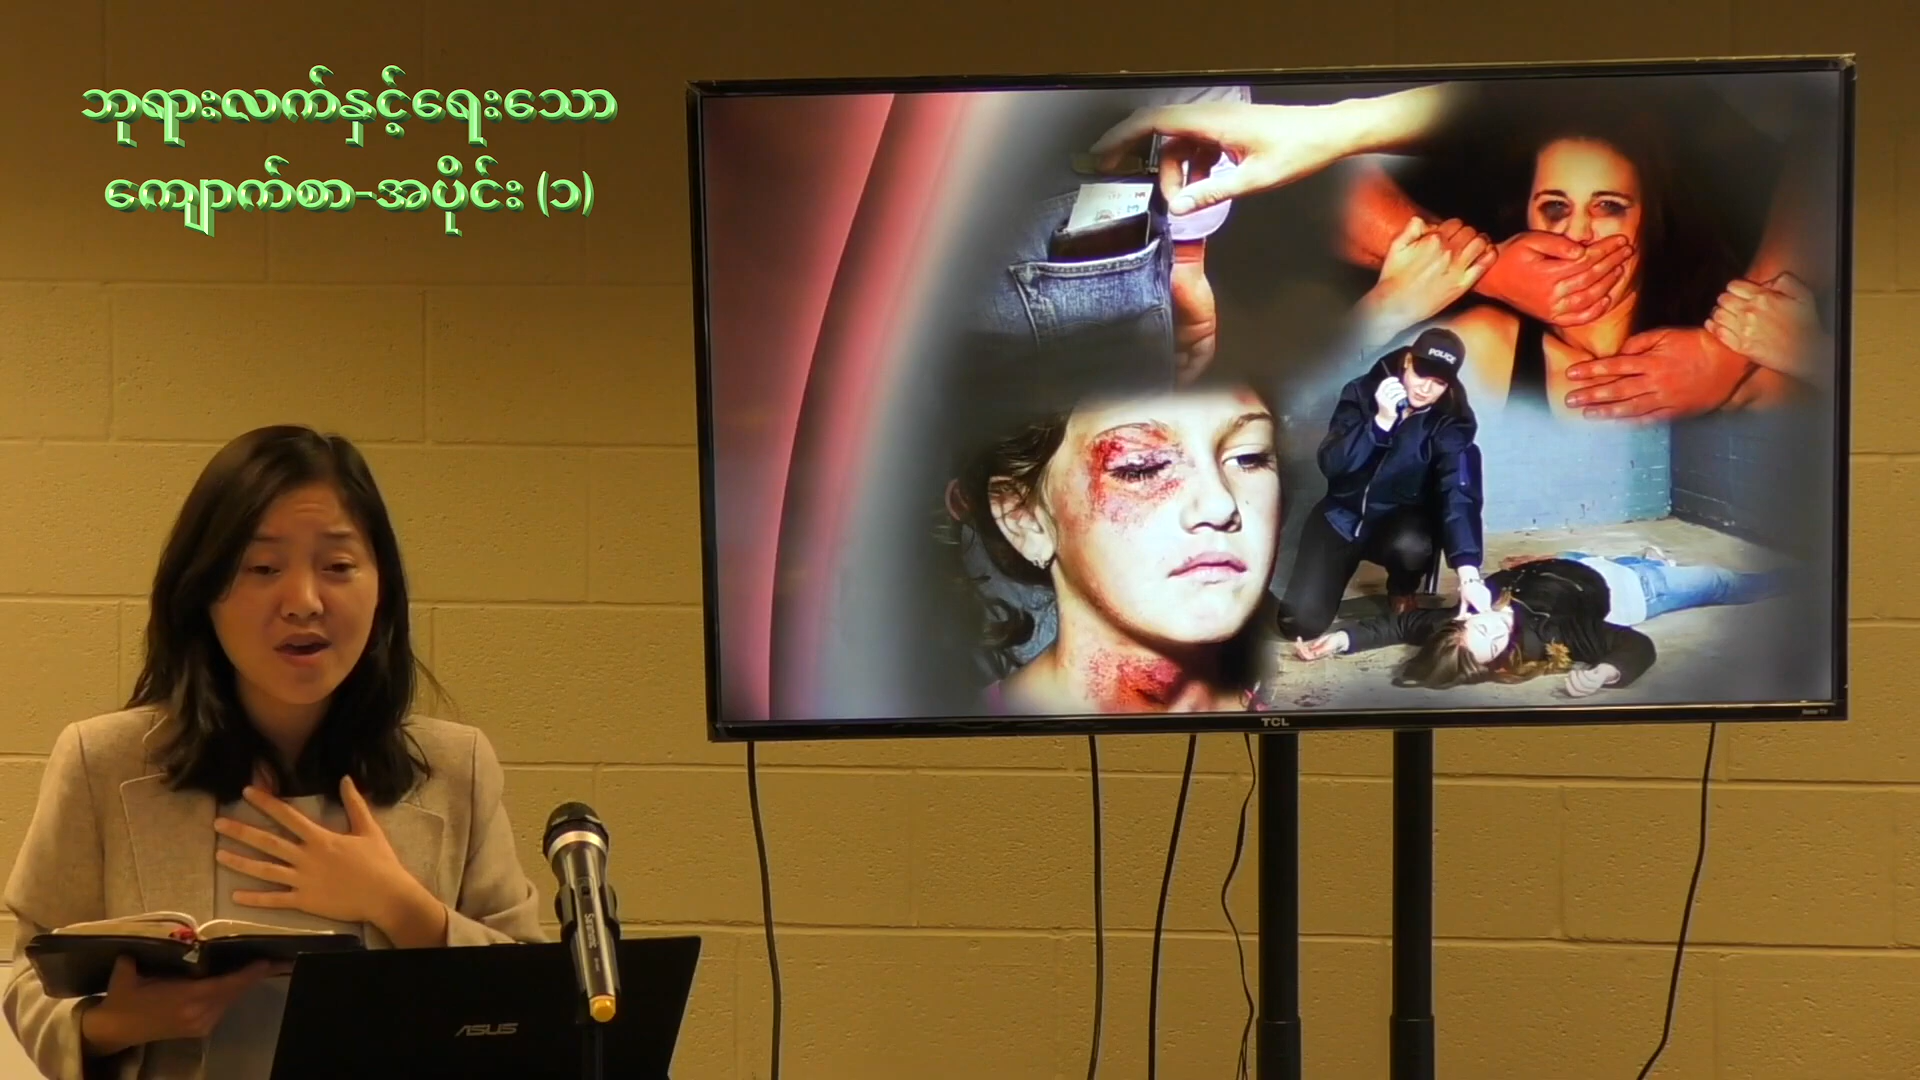 ဘုရားလက်နှင့်ရေးသော
ကျောက်စာ-အပိုင်း (၁)
POLICE
TCL
ASUS